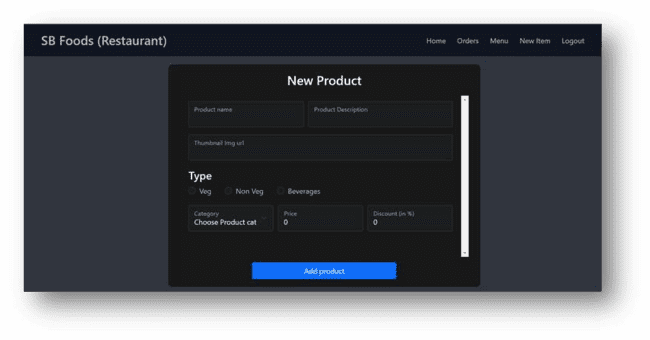 SB Foods (Restaurant)
Home Orders Menu New Item Logout
New Product
Product name Product Description
Thumbnail Img url
Type
Veg Non Veg Beverages
Category Price Discount (in %)
Choose Product cat 0 0
Add product